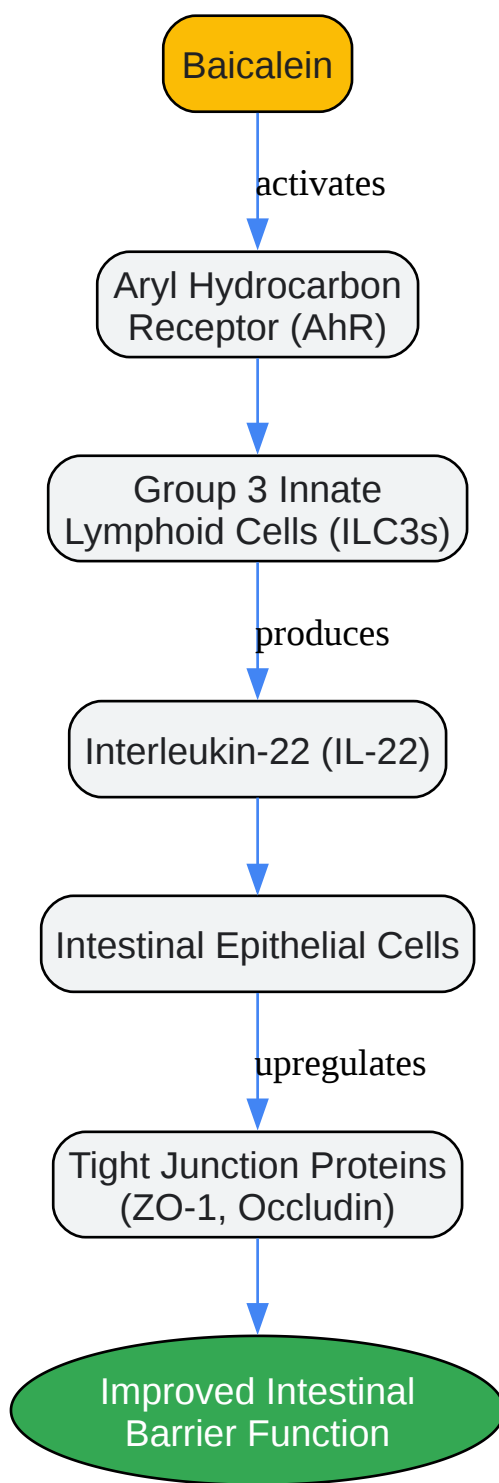 Baicalein
activates
Aryl Hydrocarbon
Receptor (AhR)
Group 3 Innate
Lymphoid Cells (ILC3s)
produces
Interleukin-22 (IL-22)
Intestinal Epithelial Cells
upregulates
Tight Junction Proteins
(ZO-1, Occludin)
Improved Intestinal
Barrier Function